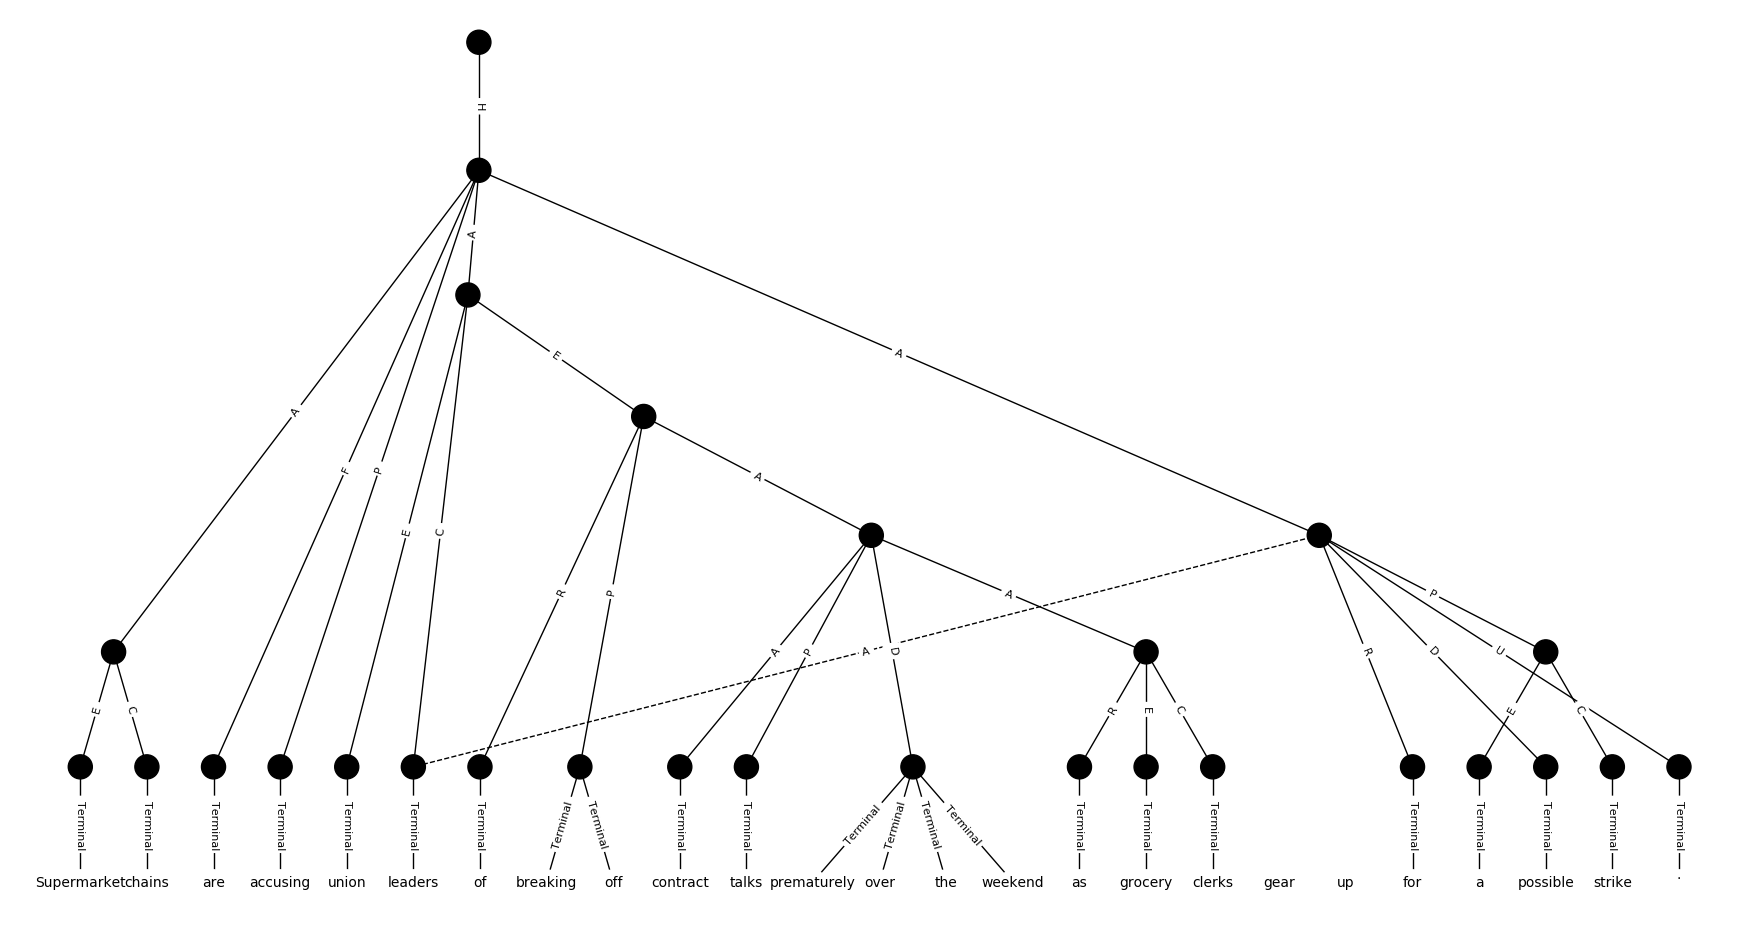 H
A
A
E
A
F
P
A
E
C
R
P
A
A
P
D
A
A
R
D
U
P
E
C
R
E
C
E
C
Terminal Terminal Terminal Terminal Terminal Terminal Terminal Terminal Terminal Terminal Terminal Terminal Terminal Terminal Terminal Terminal Terminal Terminal Terminal Terminal Terminal Terminal Terminal
Supermarket chains are accusing union leaders of breaking off contract talks prematurely over the weekend as grocery clerks gear up for a possible strike .